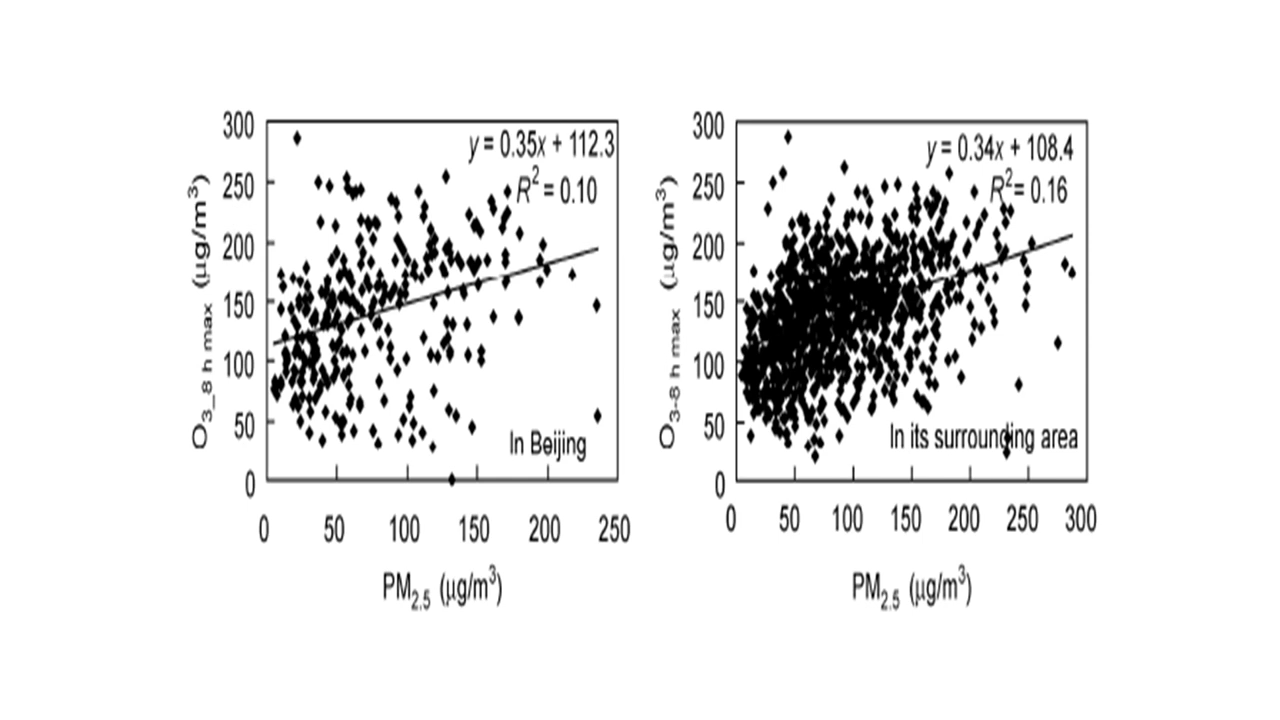 300
250
200
150
100
50
0
O3_8 h max (μg/m3)
y = 0.35x + 112.3
R2 = 0.10
In Beijing
0 50 100 150 200 250
PM2.5 (μg/m3)
300
250
200
150
100
50
0
O3-8 h max (μg/m3)
y = 0.34x + 108.4
R2 = 0.16
In its surrounding area
0 50 100 150 200 250 300
PM2.5 (μg/m3)